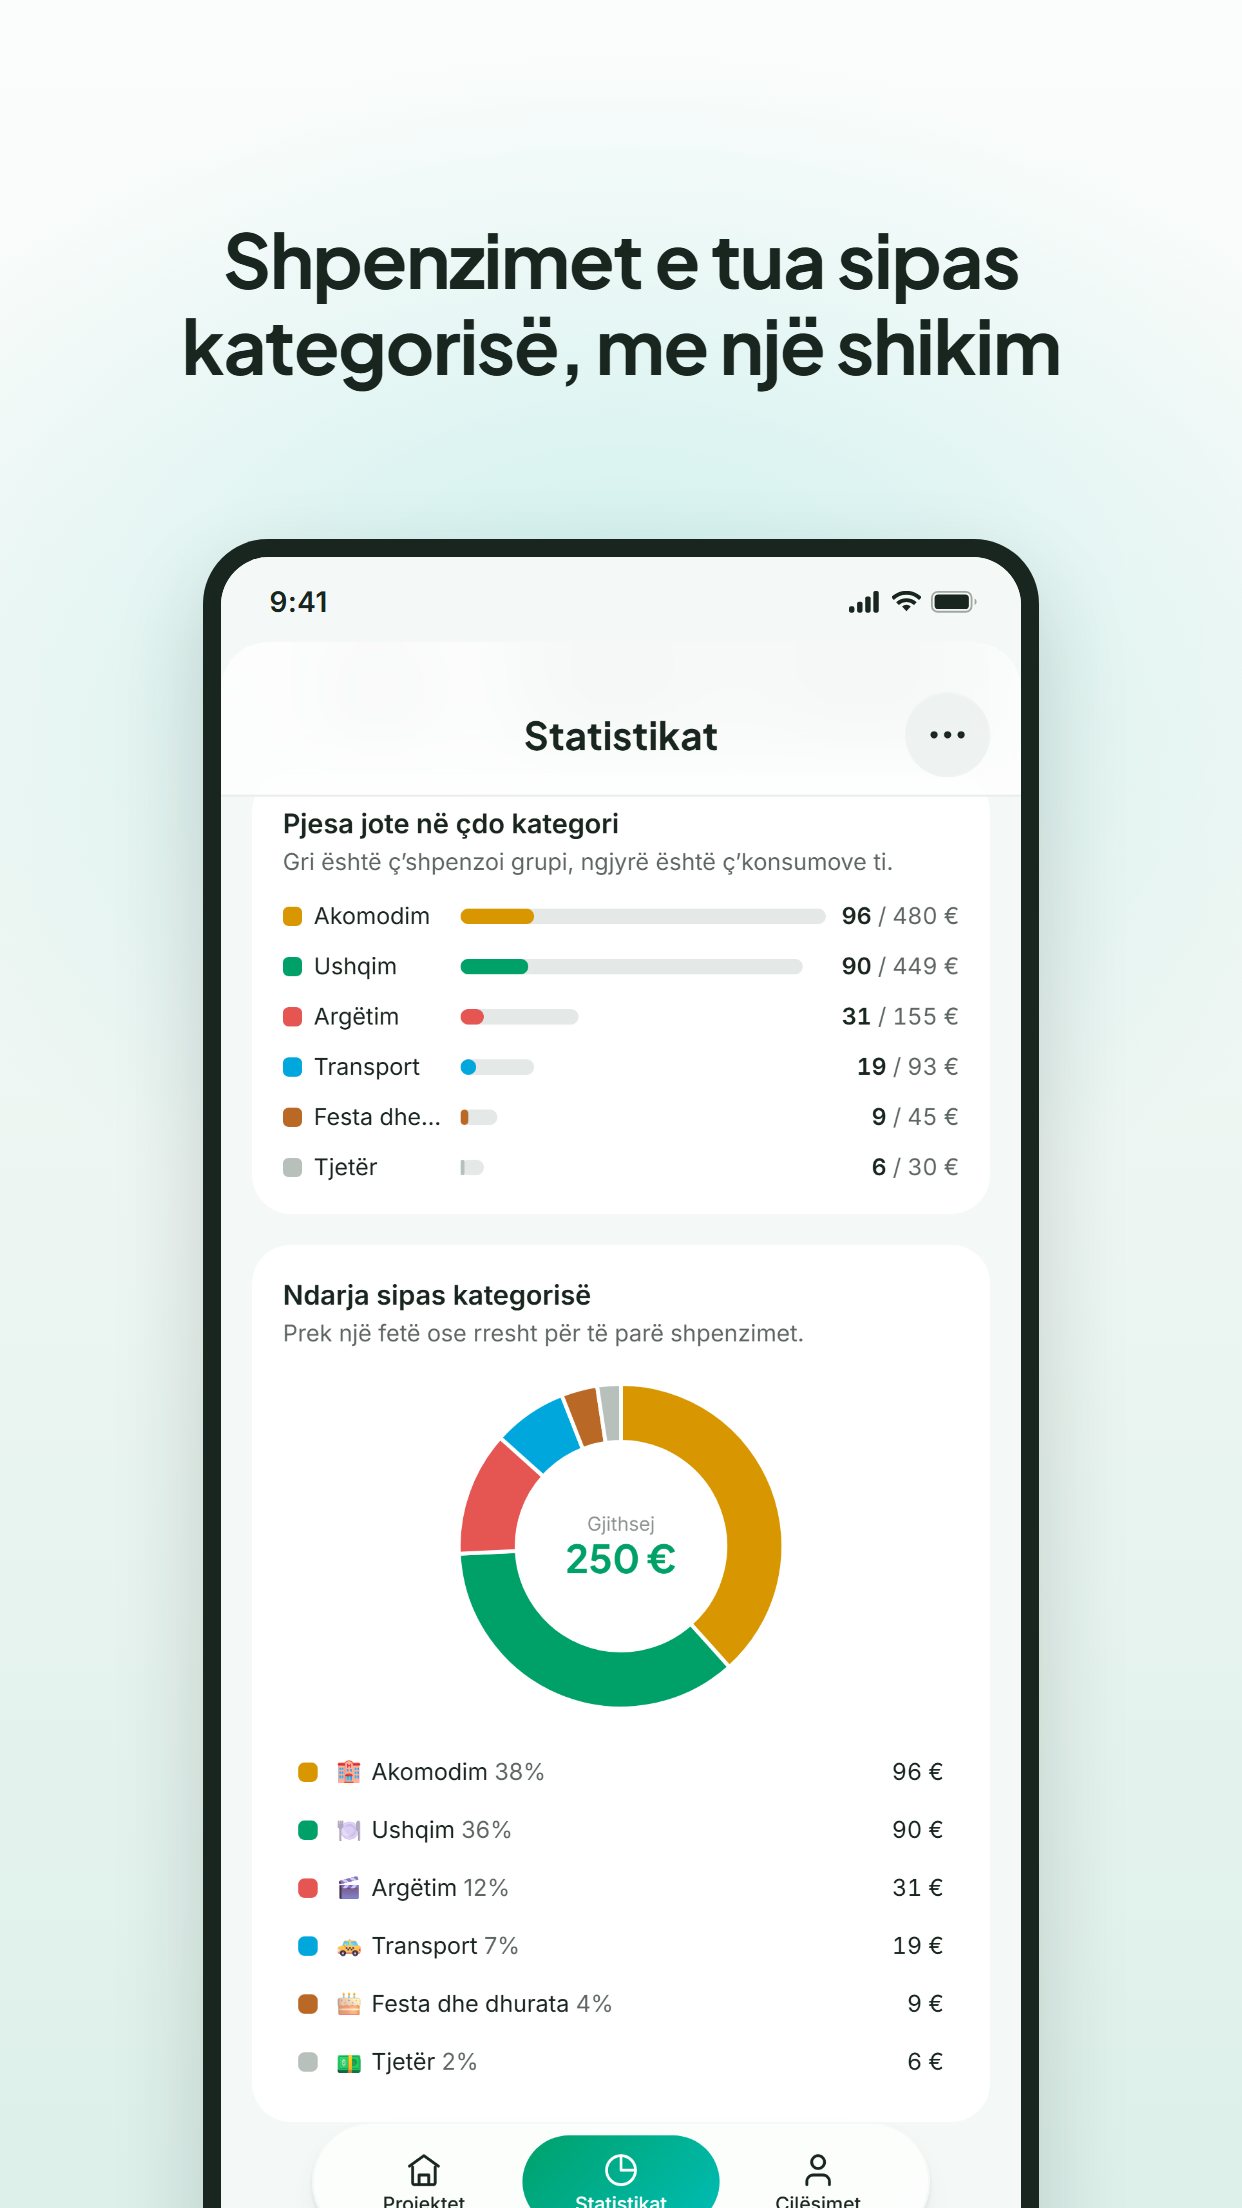 Shpenzimet e tua sipas
kategorisë, me një shikim
9:41
Statistikat
Pjesa jote në çdo kategori
Gri është ç’shpenzoi grupi, ngjyrë është ç’konsumove ti.
Akomodim 96 / 480 €
Ushqim 90 / 449 €
Argëtim 31 / 155 €
Transport 19 / 93 €
Festa dhe... 9 / 45 €
Tjetër 6 / 30 €
Ndarja sipas kategorisë
Prek një fetë ose rresht për të parë shpenzimet.
Gjithsej
250 €
Akomodim 38% 96 €
Ushqim 36% 90 €
Argëtim 12% 31 €
Transport 7% 19 €
Festa dhe dhurata 4% 9 €
Tjetër 2% 6 €
Projektet Statistikat Cilësimet